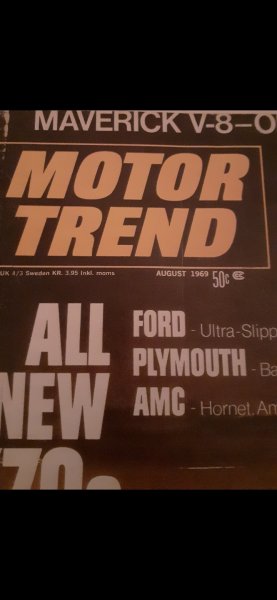 MAVERICK V-8–O
MOTOR
TREND
UK 4/3 Sweden KR. 3.95 Inkl. moms AUGUST 1969 50¢
ALL
NEW
'70s
FORD - Ultra-Slipp
PLYMOUTH - Ba
AMC - Hornet, Am